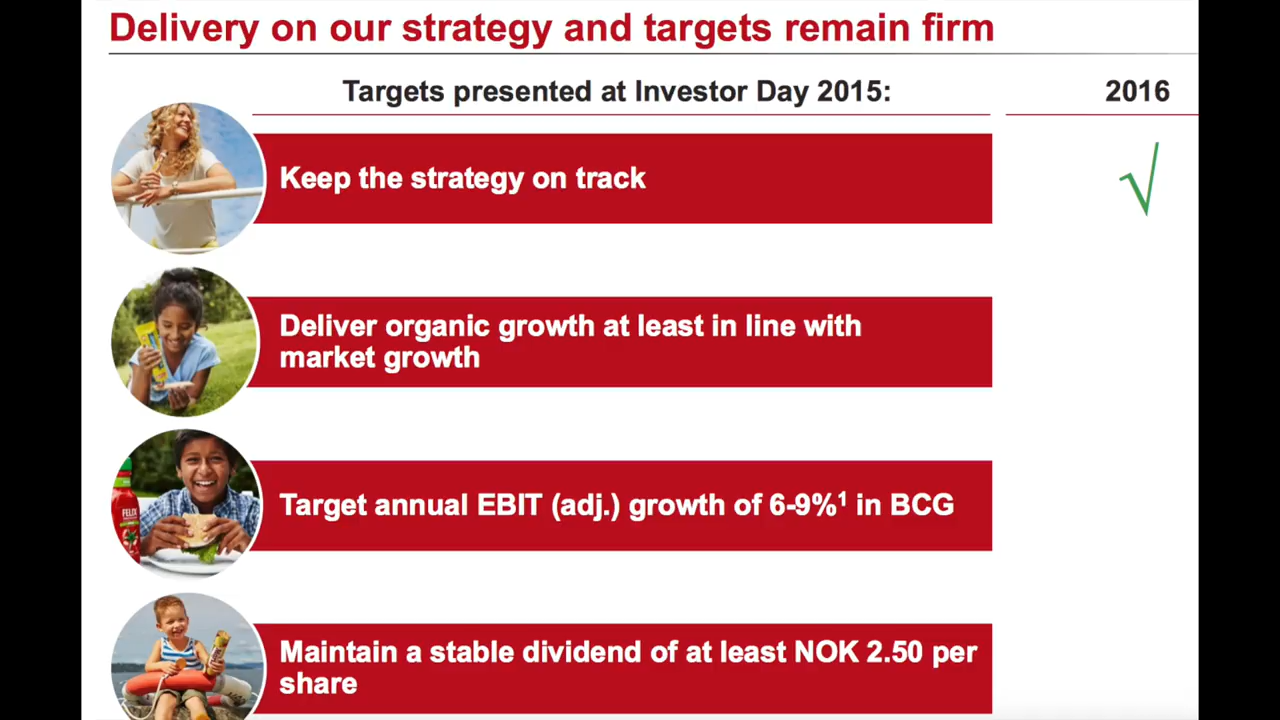 Delivery on our strategy and targets remain firm
Targets presented at Investor Day 2015:
2016
Keep the strategy on track
√
Deliver organic growth at least in line with
market growth
FELIX
Target annual EBIT (adj.) growth of 6-9%¹ in BCG
Maintain a stable dividend of at least NOK 2.50 per
share